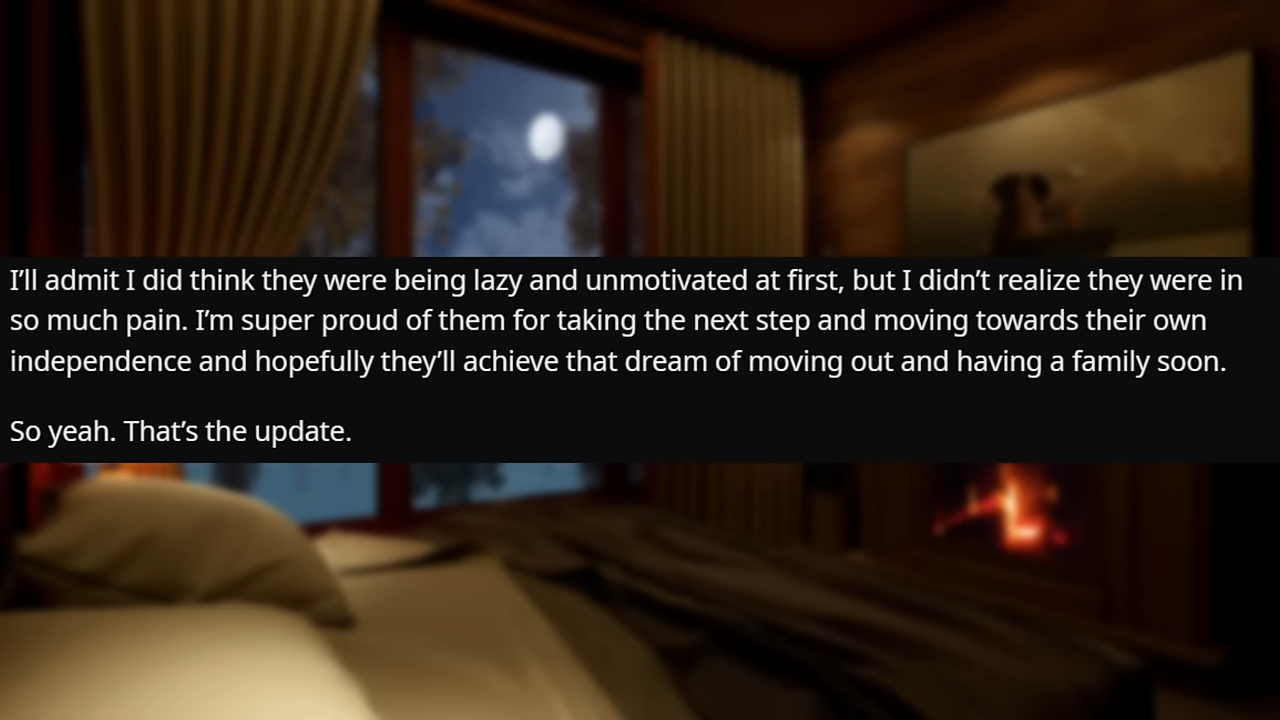 I’ll admit I did think they were being lazy and unmotivated at first, but I didn’t realize they were in
so much pain. I’m super proud of them for taking the next step and moving towards their own
independence and hopefully they’ll achieve that dream of moving out and having a family soon.
So yeah. That’s the update.